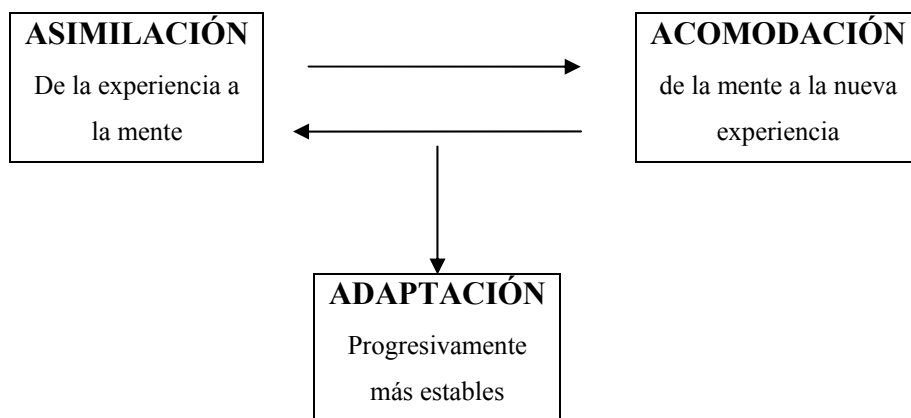 ASIMILACIÓN
De la experiencia a
la mente
ACOMODACIÓN
de la mente a la nueva
experiencia
ADAPTACIÓN
Progresivamente
más estables